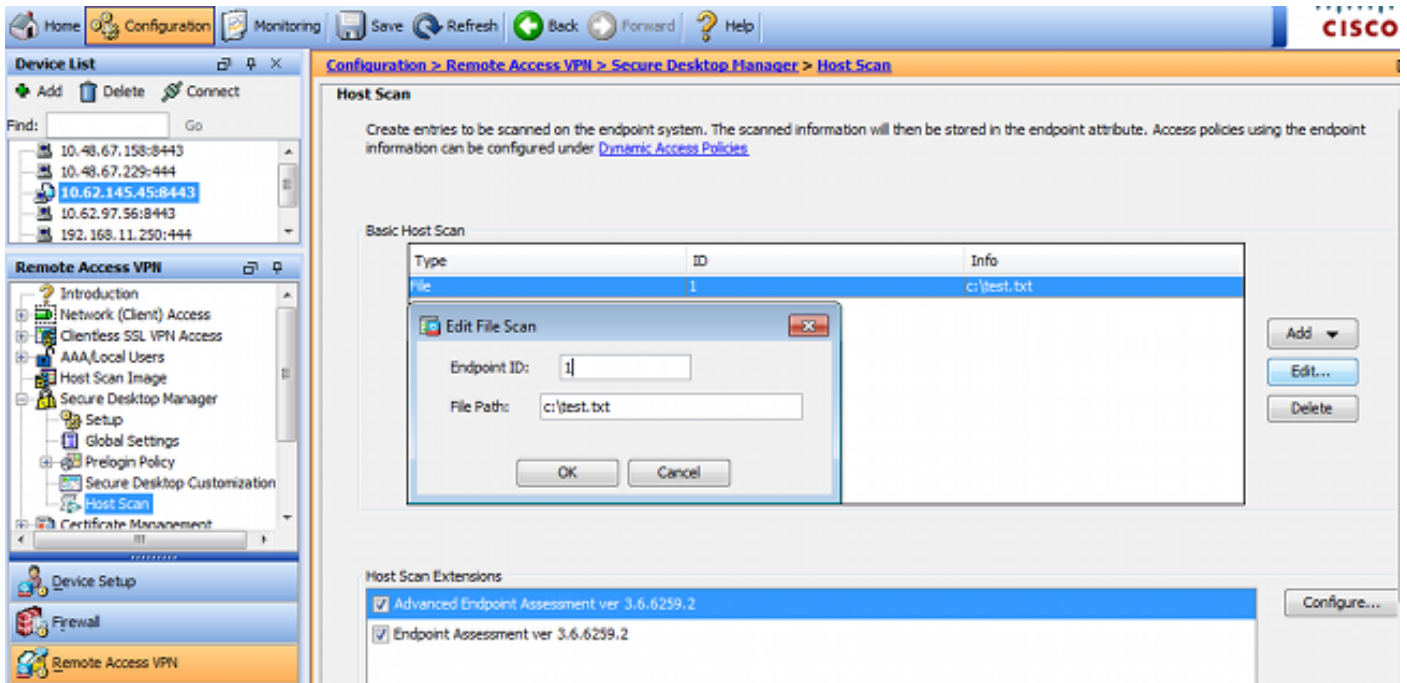 Home Configuration Monitoring Save Refresh Back Forward Help
CISCO
Device List
Add Delete Connect
Find: Go
10.48.67.158:8443
10.48.67.229:444
10.62.145.45:8443
10.62.97.56:8443
192.168.11.250:444
Remote Access VPN
Introduction
Network (Client) Access
Clientless SSL VPN Access
AAA/Local Users
Host Scan Image
Secure Desktop Manager
Setup
Global Settings
Prelogin Policy
Secure Desktop Customization
Host Scan
Certificate Management
Device Setup
Firewall
Remote Access VPN
Configuration > Remote Access VPN > Secure Desktop Manager > Host Scan
Host Scan
Create entries to be scanned on the endpoint system. The scanned information will then be stored in the endpoint attribute. Access policies using the endpoint
information can be configured under Dynamic Access Policies
Basic Host Scan
Type ID Info
File 1 c:\test.txt
Edit File Scan
Endpoint ID: 1
File Path: c:\test.txt
OK Cancel
Add
Edit...
Delete
Host Scan Extensions
Advanced Endpoint Assessment ver 3.6.6259.2
Endpoint Assessment ver 3.6.6259.2
Configure...